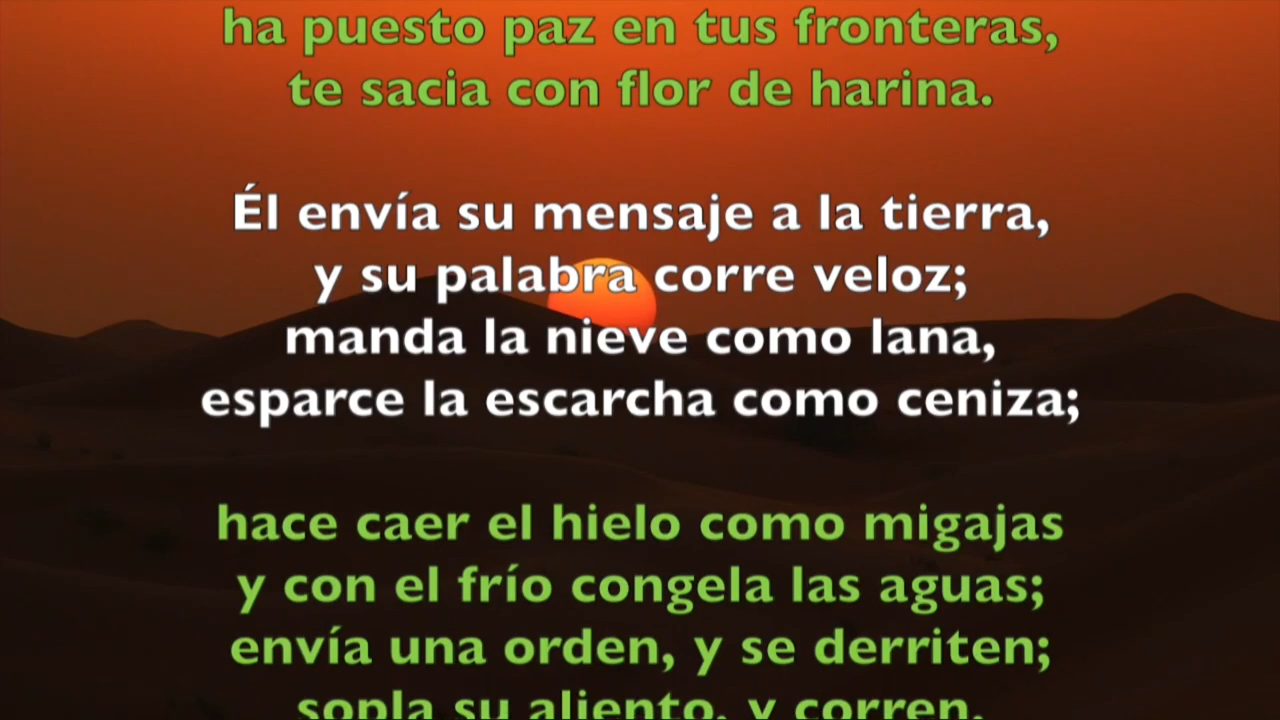 ha puesto paz en tus fronteras,
te sacia con flor de harina.
Él envía su mensaje a la tierra,
y su palabra corre veloz;
manda la nieve como lana,
esparce la escarcha como ceniza;
hace caer el hielo como migajas
y con el frío congela las aguas;
envía una orden, y se derriten;
sopla su aliento, y corren.